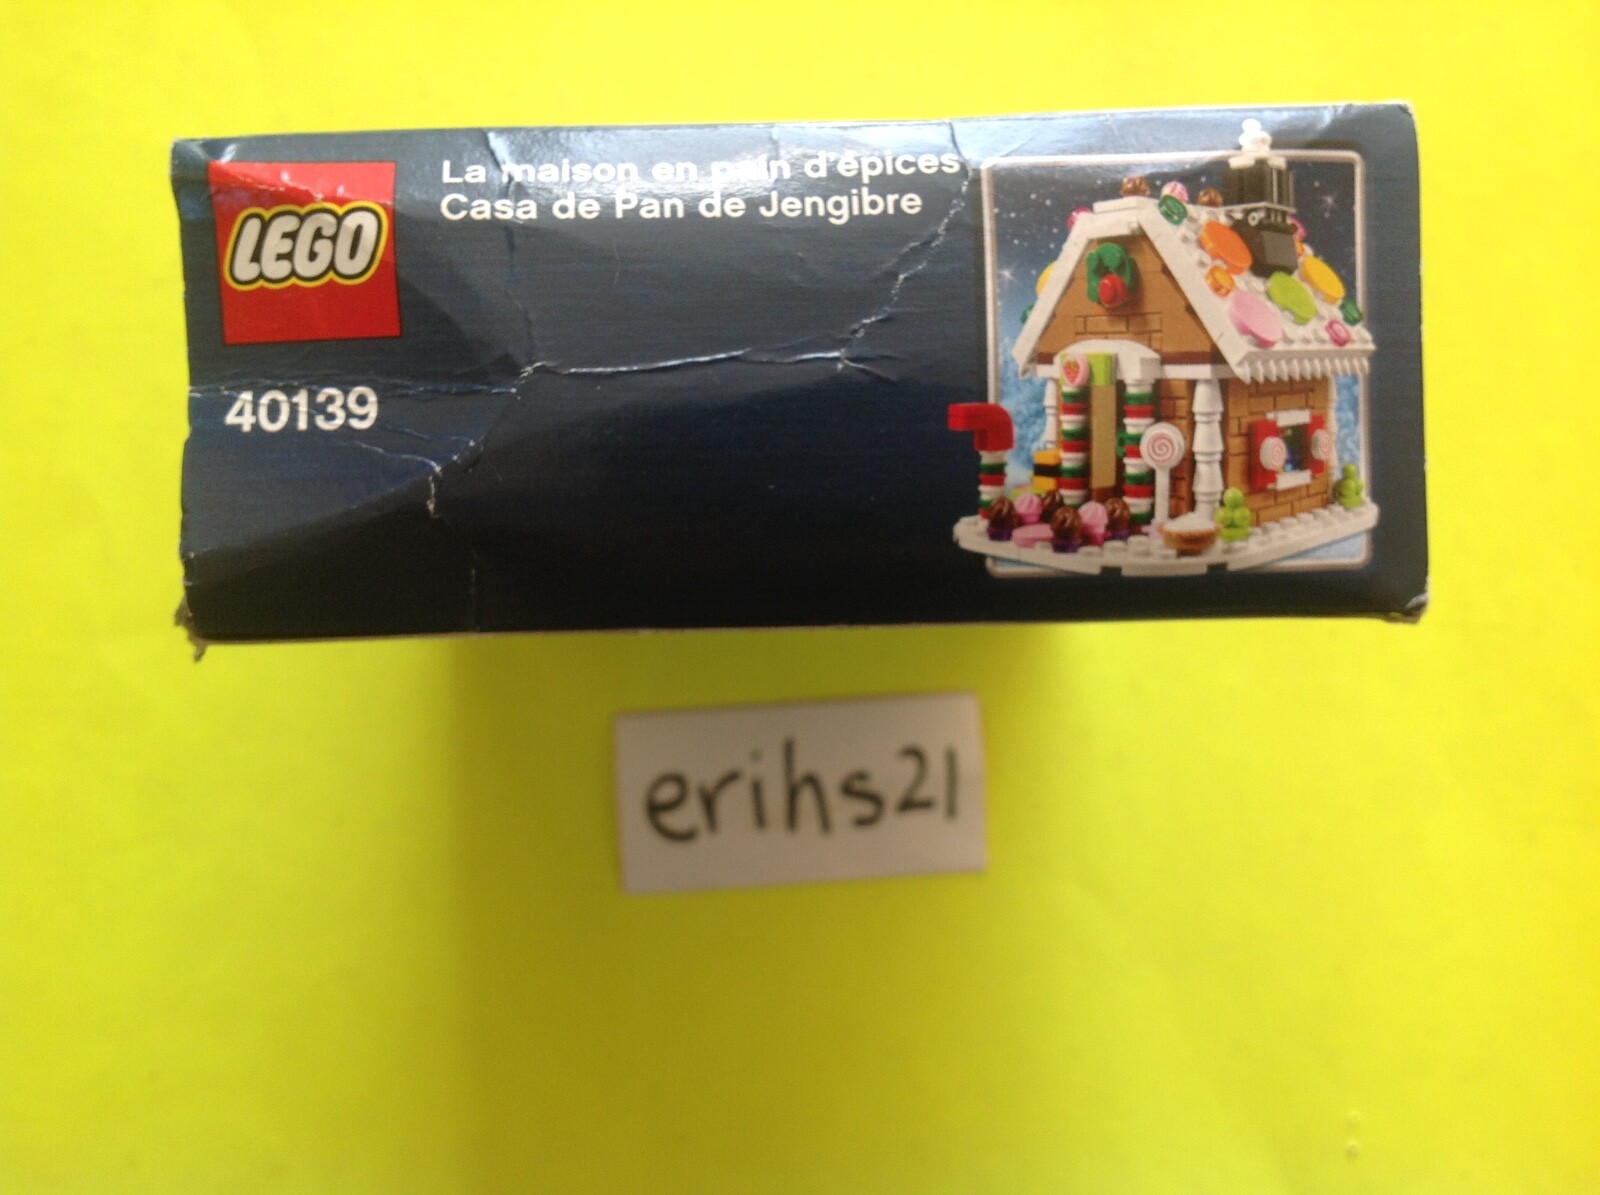 LEGO
La maison en pain d'épices
Casa de Pan de Jengibre
40139
erihs21